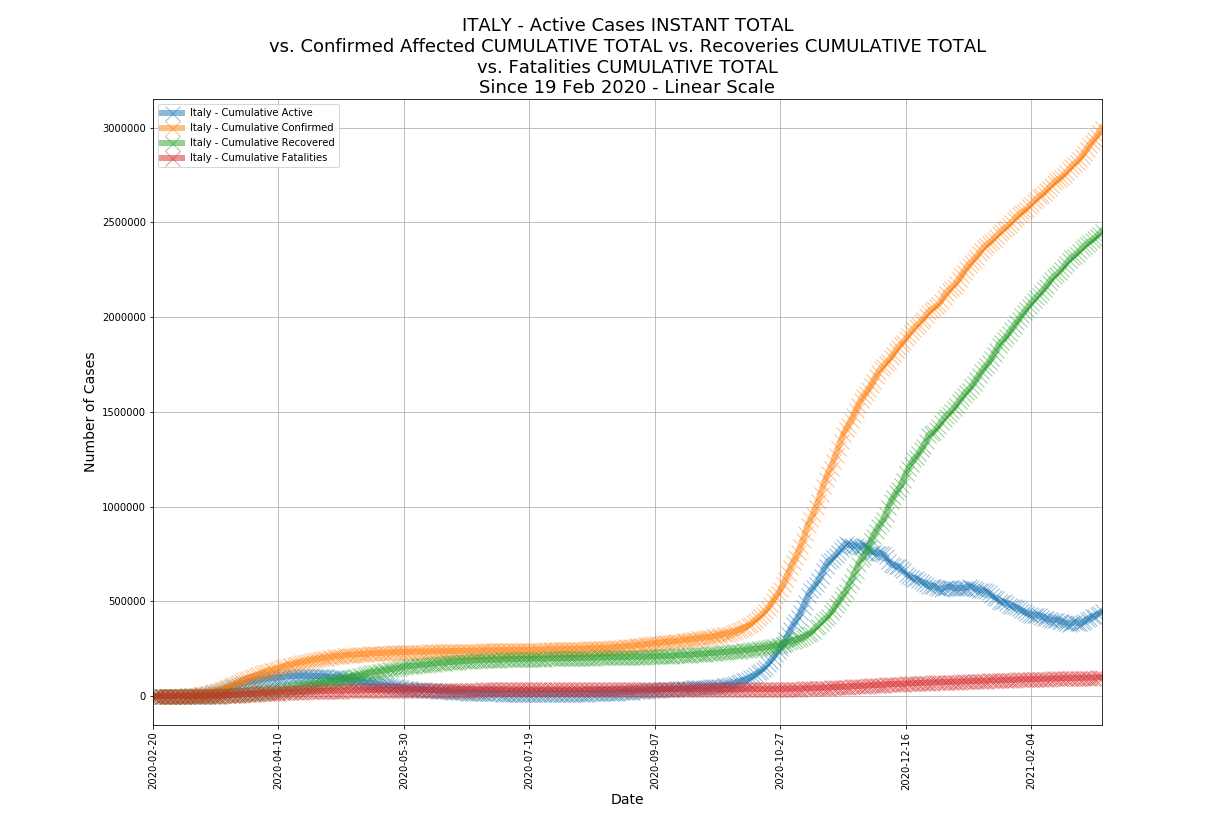 ITALY - Active Cases INSTANT TOTAL
vs. Confirmed Affected CUMULATIVE TOTAL vs. Recoveries CUMULATIVE TOTAL
vs. Fatalities CUMULATIVE TOTAL
Since 19 Feb 2020 - Linear Scale
Italy - Cumulative Active
Italy - Cumulative Confirmed
Italy - Cumulative Recovered
Italy - Cumulative Fatalities
Number of Cases
3000000
2500000
2000000
1500000
1000000
500000
0
2020-02-20
2020-04-10
2020-05-30
2020-07-19
2020-09-07
2020-10-27
2020-12-16
2021-02-04
Date